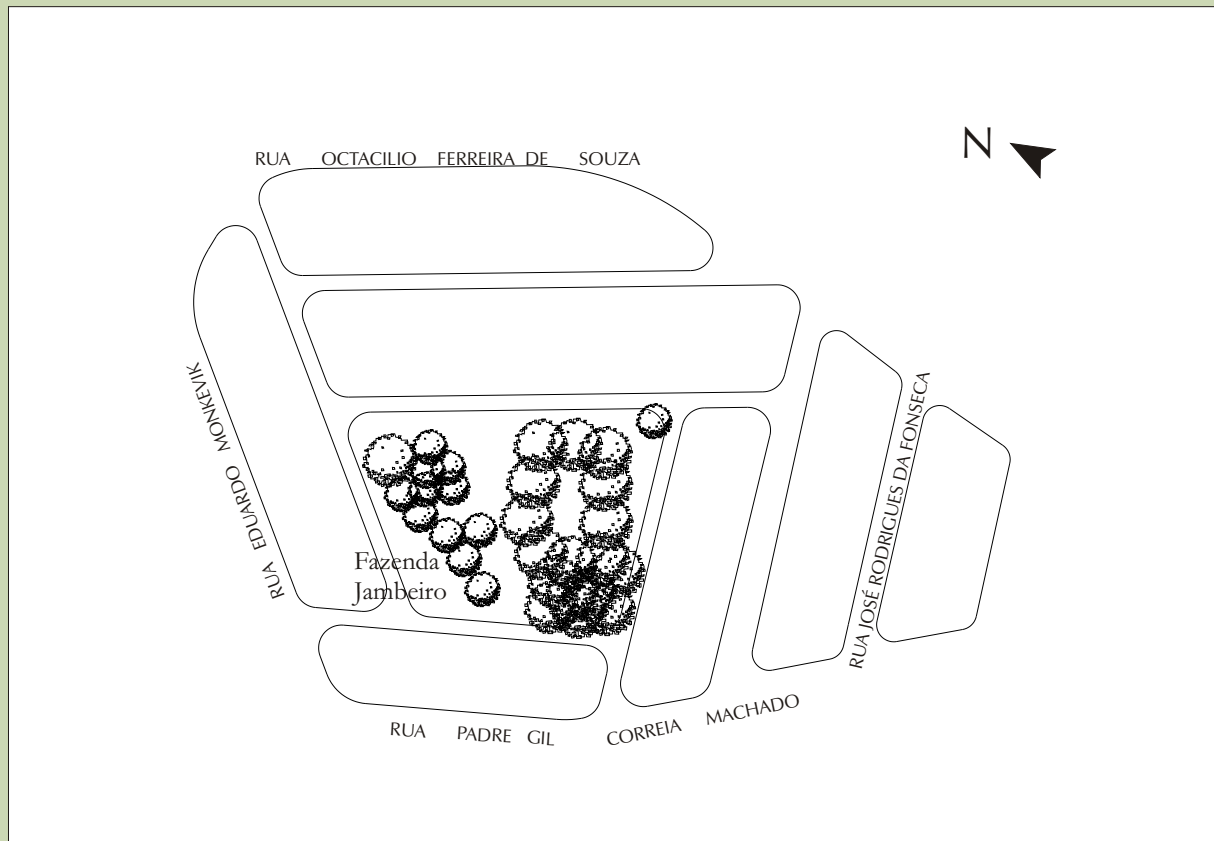 RUA OCTACILIO FERREIRA DE SOUZA
N
RUA EDUARDO MONKEVIK
RUA JOSÉ RODRIGUES DA FONSECA
Fazenda
Jambeiro
RUA PADRE GIL CORREIA MACHADO